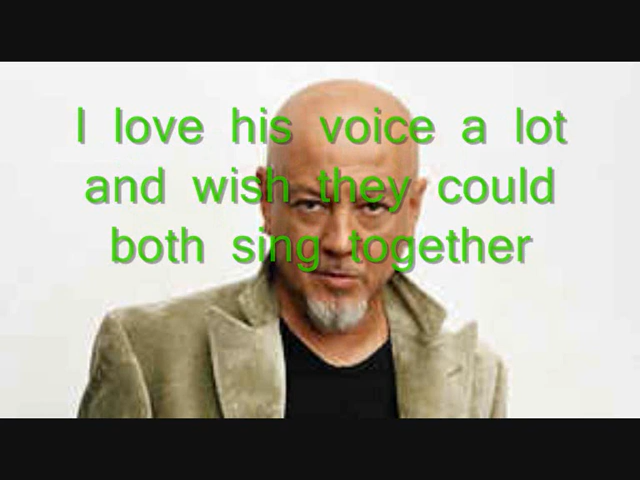 I love his voice a lot
and wish they could
both sing together